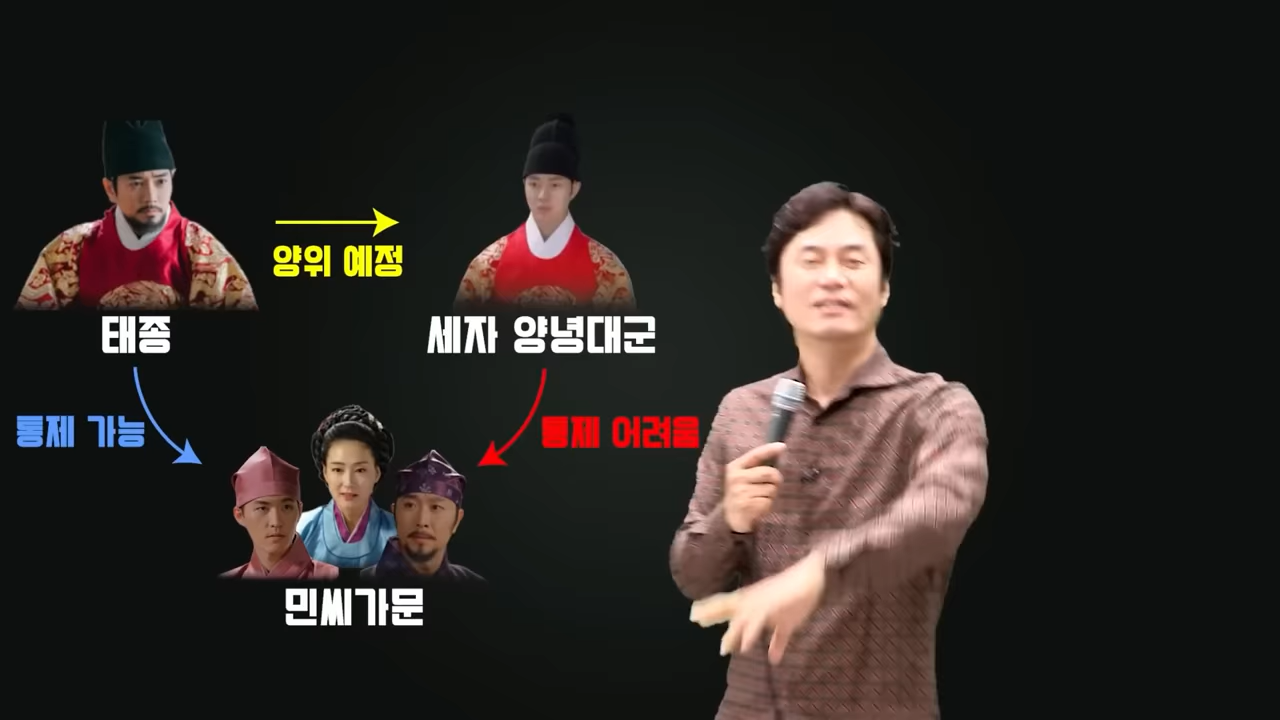 양위 예정
태종
세자 양녕대군
통제 가능
통제 어려움
민씨가문